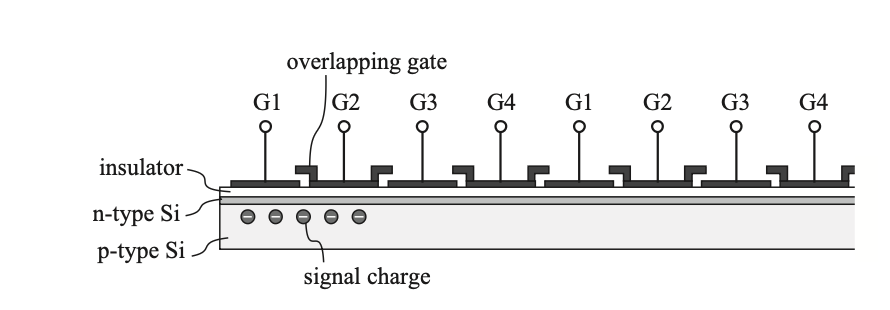 overlapping gate
G1 G2 G3 G4 G1 G2 G3 G4
insulator
n-type Si
p-type Si
signal charge